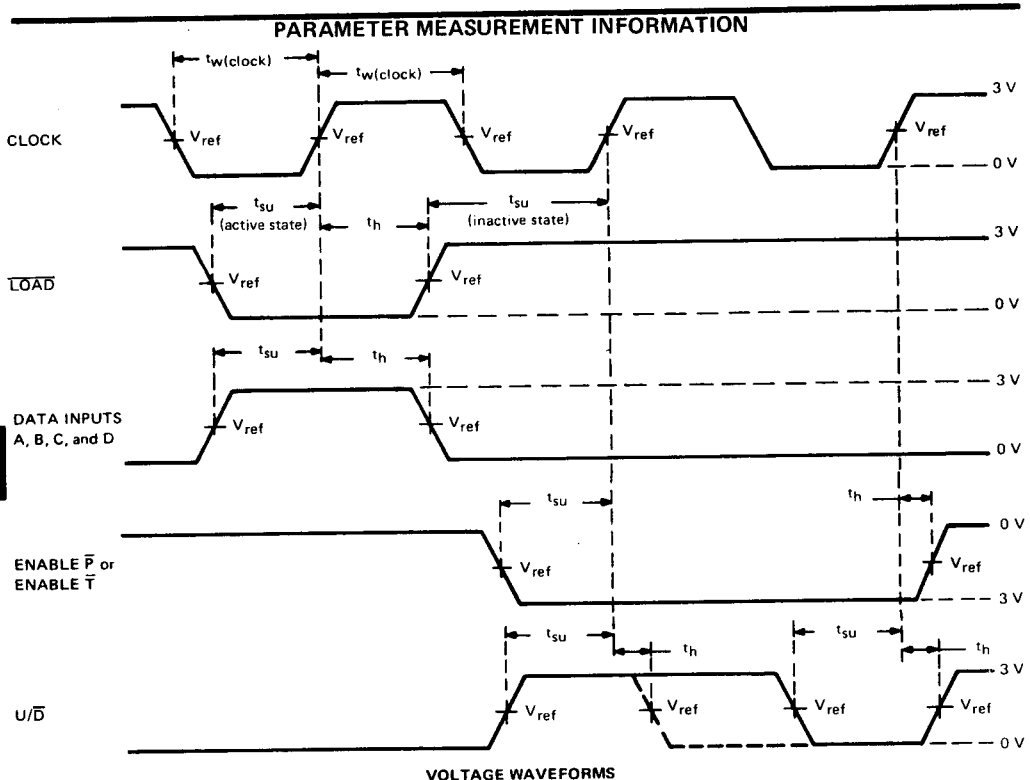 PARAMETER MEASUREMENT INFORMATION
tw(clock)
tw(clock)
3 V
CLOCK
Vref
Vref
Vref
Vref
Vref
0 V
tsu
(active state)
th
tsu
(inactive state)
3 V
L̅O̅A̅D̅
Vref
Vref
0 V
tsu
th
3 V
DATA INPUTS
A, B, C, and D
Vref
Vref
0 V
tsu
th
0 V
ENABLE P̅ or
ENABLE T̅
Vref
Vref
3 V
tsu
th
tsu
th
3 V
U/D̅
Vref
Vref
Vref
Vref
0 V
VOLTAGE WAVEFORMS